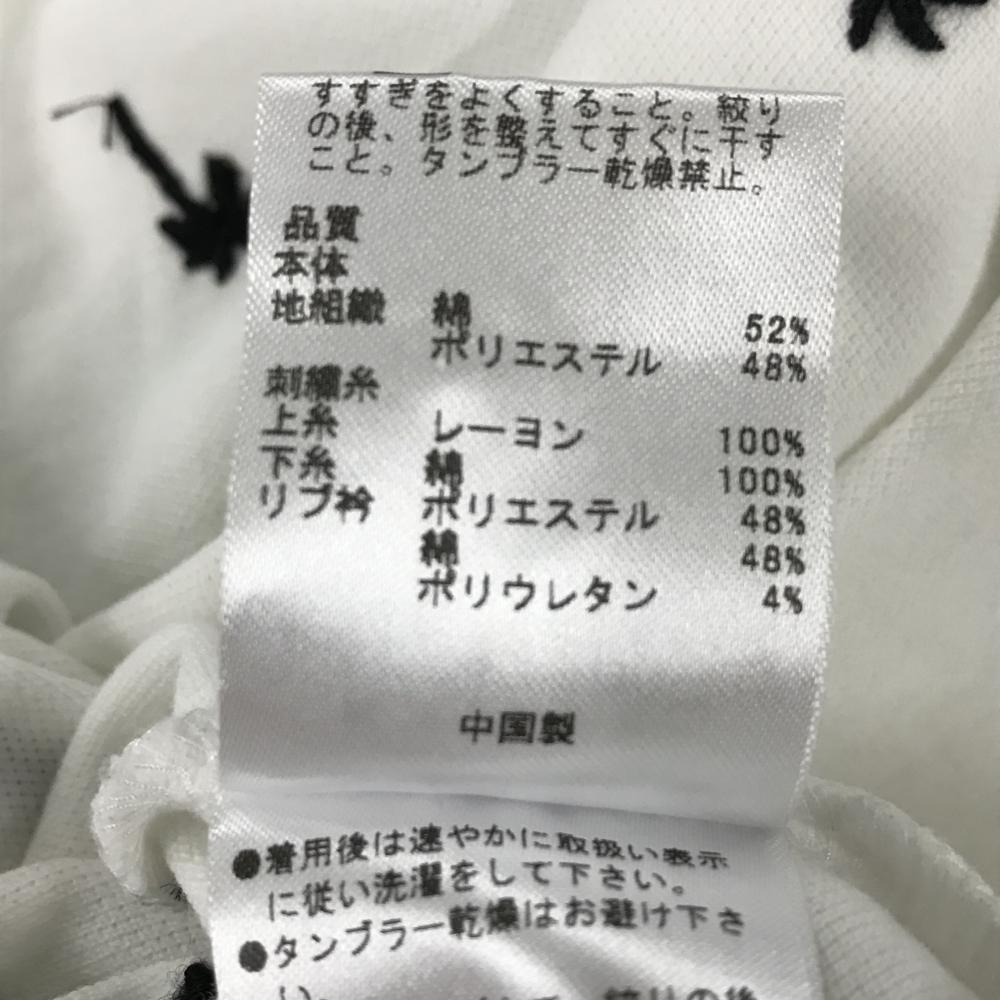 すすぎをよくすること。絞り
の後、形を整えてすぐに干す
こと。タンブラー乾燥禁止。
品質
本体
地組織 綿 52%
ポリエステル 48%
刺繍糸
上糸 レーヨン 100%
下糸 綿 100%
リブ衿 ポリエステル 48%
綿 48%
ポリウレタン 4%
中国製
●着用後は速やかに取扱い表示
に従い洗濯をして下さい。
●タンブラー乾燥はお避け下さ
い。